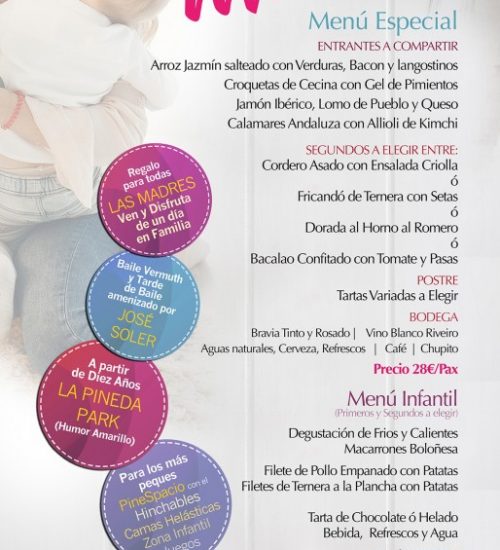 Menú Especial
ENTRANTES A COMPARTIR
Arroz Jazmín salteado con Verduras, Bacon y langostinos
Croquetas de Cecina con Gel de Pimientos
Jamón Ibérico, Lomo de Pueblo y Queso
Calamares Andaluza con Allioli de Kimchi
SEGUNDOS A ELEGIR ENTRE:
Cordero Asado con Ensalada Criolla
ó
Fricandó de Ternera con Setas
ó
Dorada al Horno al Romero
ó
Bacalao Confitado con Tomate y Pasas
POSTRE
Tartas Variadas a Elegir
BODEGA
Bravia Tinto y Rosado | Vino Blanco Riveiro
Aguas naturales, Cerveza, Refrescos | Café | Chupito
Precio 28€/Pax
Menú Infantil
(Primeros y Segundos a elegir)
Degustación de Frios y Calientes
Macarrones Boloñesa
Filete de Pollo Empanado con Patatas
Filetes de Ternera a la Plancha con Patatas
Tarta de Chocolate ó Helado
Bebida, Refrescos y Agua
Regalo
para todas
LAS MADRES
Ven y Disfruta
de un día
en Familia
Baile Vermuth
y Tarde
de Baile
amenizado por
JOSÉ
SOLER
A partir
de Diez Años
LA PINEDA
PARK
(Humor Amarillo)
Para los más
peques
PineSpacio con el
Hinchables
Camas Helásticas
Zona Infantil
Juegos